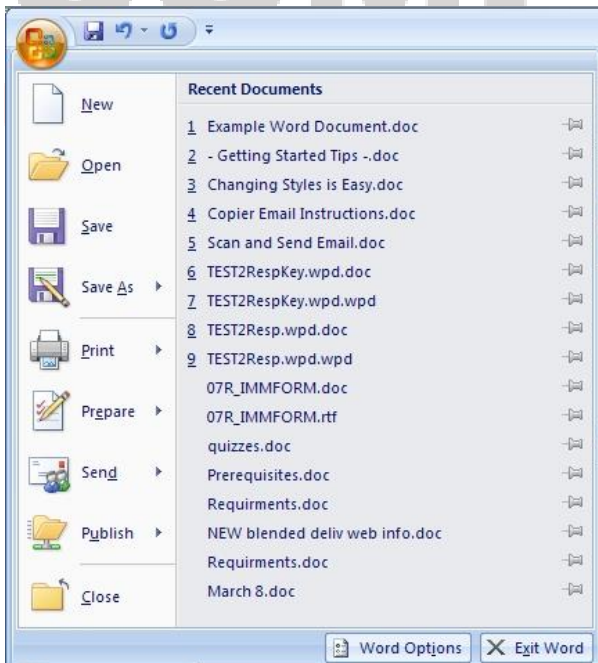 New
Open
Save
Save As
Print
Prepare
Send
Publish
Close
Recent Documents
1 Example Word Document.doc
2 - Getting Started Tips -.doc
3 Changing Styles is Easy.doc
4 Copier Email Instructions.doc
5 Scan and Send Email.doc
6 TEST2RespKey.wpd.doc
7 TEST2RespKey.wpd.wpd
8 TEST2Resp.wpd.doc
9 TEST2Resp.wpd.wpd
07R_IMMFORM.doc
07R_IMMFORM.rtf
quizzes.doc
Prerequisites.doc
Requirments.doc
NEW blended deliv web info.doc
Requirments.doc
March 8.doc
Word Options
Exit Word